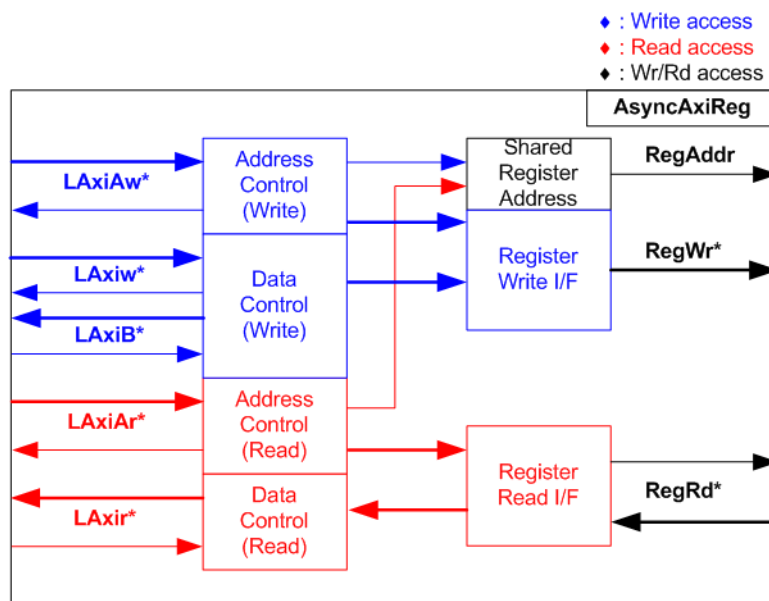 ♦ : Write access
♦ : Read access
♦ : Wr/Rd access
AsyncAxiReg
LAxiAw*
Address
Control
(Write)
Shared
Register
Address
RegAddr
LAxiw*
LAxiB*
Data
Control
(Write)
Register
Write I/F
RegWr*
LAxiAr*
Address
Control
(Read)
LAxir*
Data
Control
(Read)
Register
Read I/F
RegRd*